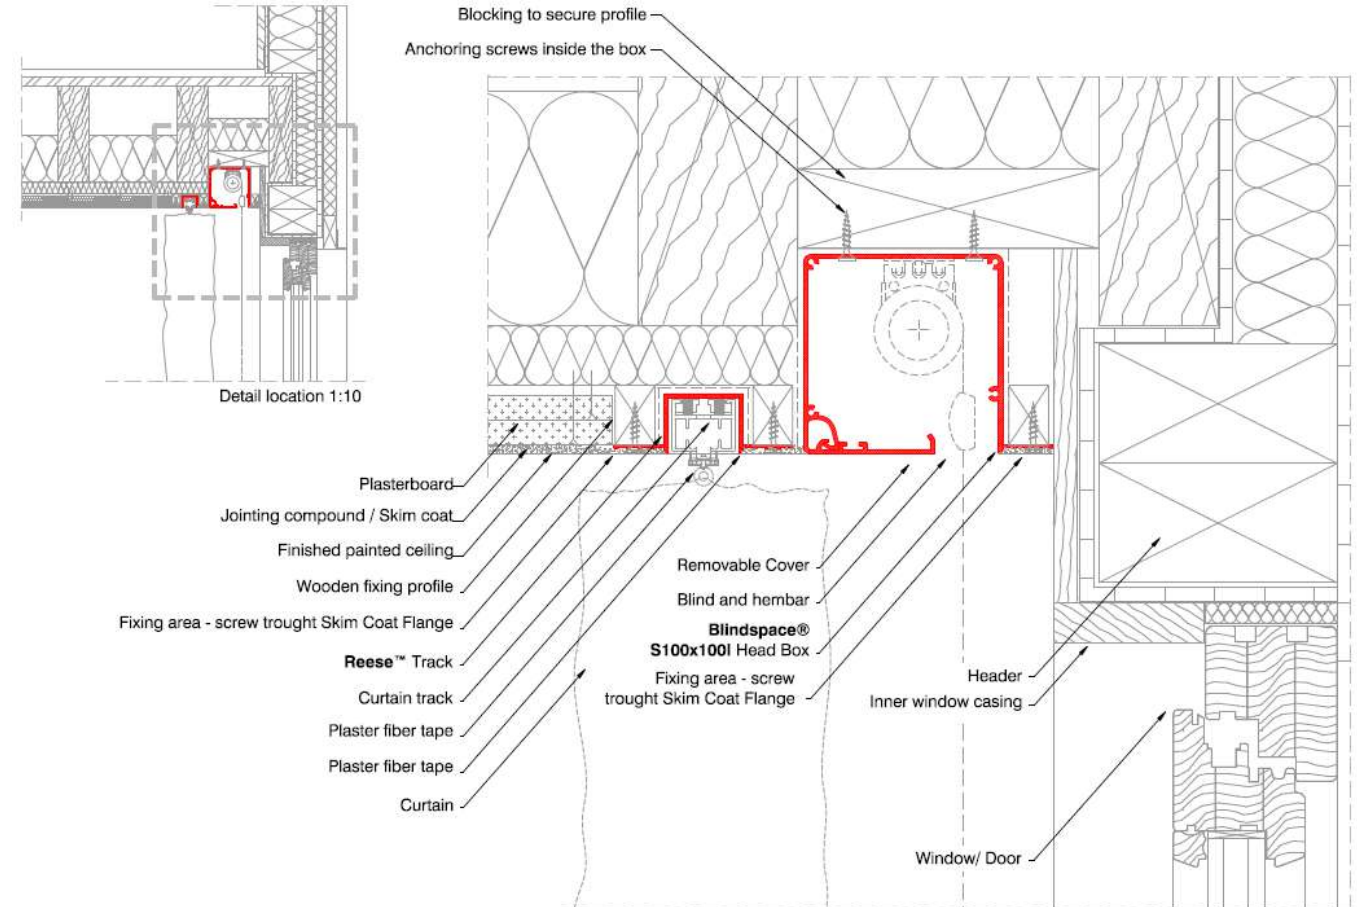 Blocking to secure profile
Anchoring screws inside the box
Detail location 1:10
Plasterboard
Jointing compound / Skim coat
Finished painted ceiling
Wooden fixing profile
Fixing area - screw trought Skim Coat Flange
Reese™ Track
Curtain track
Plaster fiber tape
Plaster fiber tape
Curtain
Removable Cover
Blind and hembar
Blindspace®
S100x100I Head Box
Fixing area - screw
trought Skim Coat Flange
Header
Inner window casing
Window/ Door